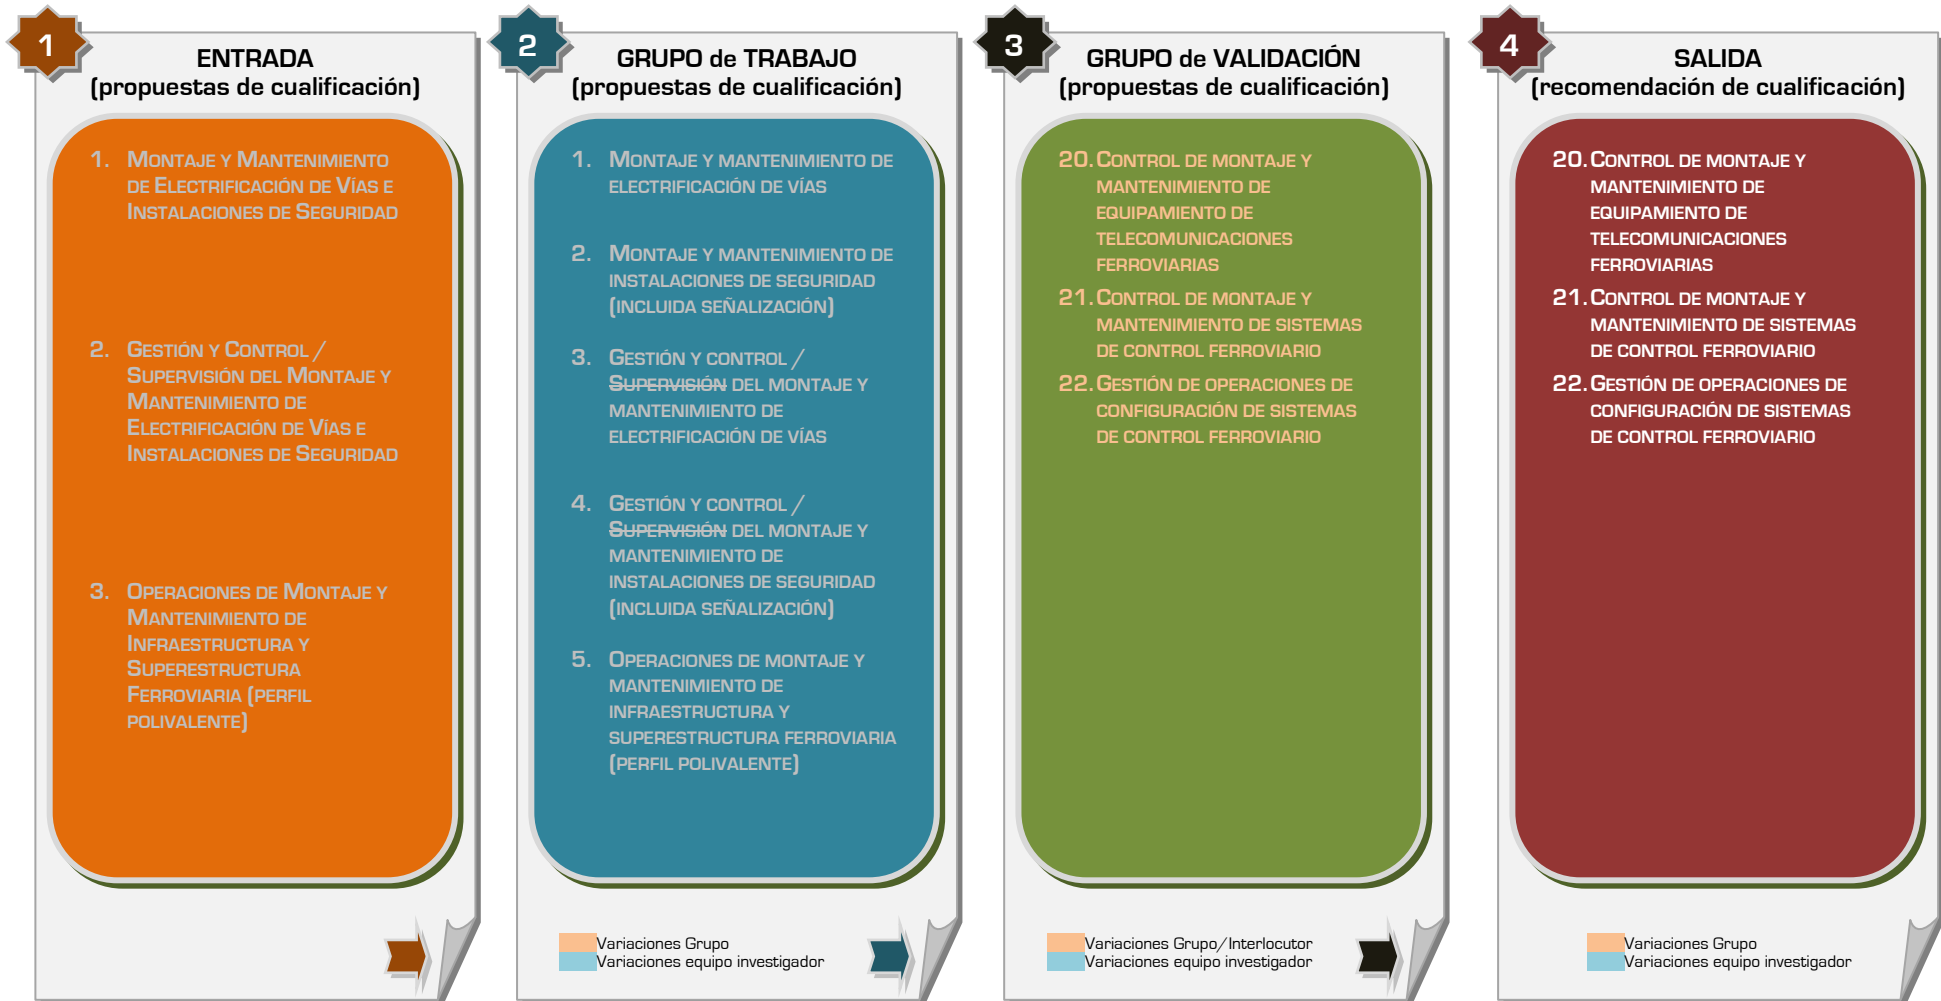 1
ENTRADA
(propuestas de cualificación)
1. Montaje y Mantenimiento
de Electrificación de Vías e
Instalaciones de Seguridad
2. Gestión y Control /
Supervisión del Montaje y
Mantenimiento de
Electrificación de Vías e
Instalaciones de Seguridad
3. Operaciones de Montaje y
Mantenimiento de
Infraestructura y
Superestructura
Ferroviaria (perfil
polivalente)
2
GRUPO de TRABAJO
(propuestas de cualificación)
1. Montaje y mantenimiento de
electrificación de vías
2. Montaje y mantenimiento de
instalaciones de seguridad
(incluida señalización)
3. Gestión y control /
Supervisión del montaje y
mantenimiento de
electrificación de vías
4. Gestión y control /
Supervisión del montaje y
mantenimiento de
instalaciones de seguridad
(incluida señalización)
5. Operaciones de montaje y
mantenimiento de
infraestructura y
superestructura ferroviaria
(perfil polivalente)
Variaciones Grupo
Variaciones equipo investigador
3
GRUPO de VALIDACIÓN
(propuestas de cualificación)
20. Control de montaje y
mantenimiento de
equipamiento de
telecomunicaciones
ferroviarias
21. Control de montaje y
mantenimiento de sistemas
de control ferroviario
22. Gestión de operaciones de
configuración de sistemas
de control ferroviario
Variaciones Grupo/Interlocutor
Variaciones equipo investigador
4
SALIDA
(recomendación de cualificación)
20. Control de montaje y
mantenimiento de
equipamiento de
telecomunicaciones
ferroviarias
21. Control de montaje y
mantenimiento de sistemas
de control ferroviario
22. Gestión de operaciones de
configuración de sistemas
de control ferroviario
Variaciones Grupo
Variaciones equipo investigador